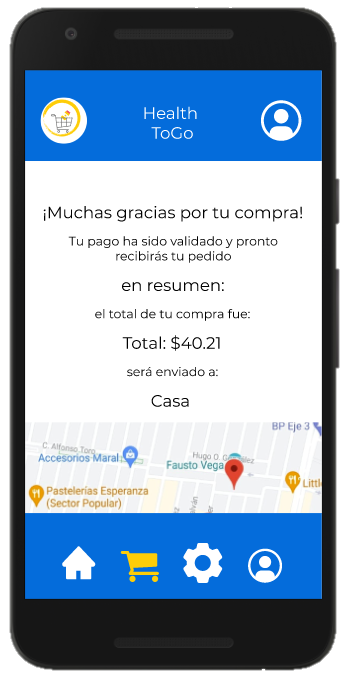 Health
ToGo
¡Muchas gracias por tu compra!
Tu pago ha sido validado y pronto
recibirás tu pedido
en resumen:
el total de tu compra fue:
Total: $40.21
será enviado a:
Casa
BP Eje 3
C. Alfonso Toro
Accesorios Maral
Hugo D.
Fausto Vega
Pastelerías Esperanza
(Sector Popular)
Littl